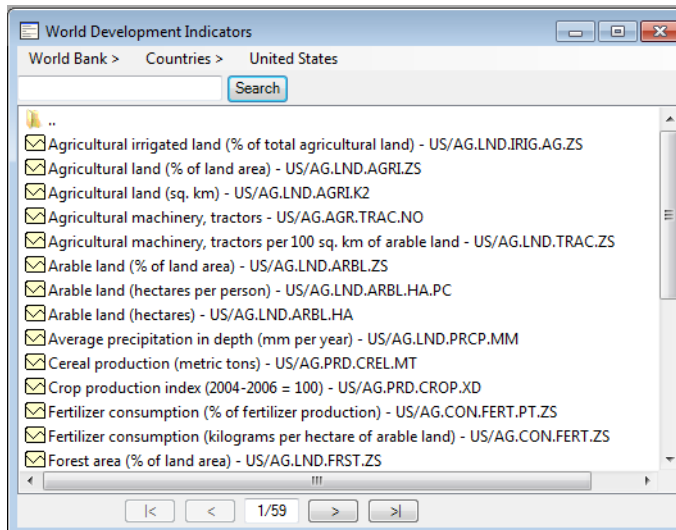 World Development Indicators
World Bank > Countries > United States
Search
..
Agricultural irrigated land (% of total agricultural land) - US/AG.LND.IRIG.AG.ZS
Agricultural land (% of land area) - US/AG.LND.AGRI.ZS
Agricultural land (sq. km) - US/AG.LND.AGRI.K2
Agricultural machinery, tractors - US/AG.AGR.TRAC.NO
Agricultural machinery, tractors per 100 sq. km of arable land - US/AG.LND.TRAC.ZS
Arable land (% of land area) - US/AG.LND.ARBL.ZS
Arable land (hectares per person) - US/AG.LND.ARBL.HA.PC
Arable land (hectares) - US/AG.LND.ARBL.HA
Average precipitation in depth (mm per year) - US/AG.LND.PRCP.MM
Cereal production (metric tons) - US/AG.PRD.CREL.MT
Crop production index (2004-2006 = 100) - US/AG.PRD.CROP.XD
Fertilizer consumption (% of fertilizer production) - US/AG.CON.FERT.PT.ZS
Fertilizer consumption (kilograms per hectare of arable land) - US/AG.CON.FERT.ZS
Forest area (% of land area) - US/AG.LND.FRST.ZS
|< < 1/59 > >|